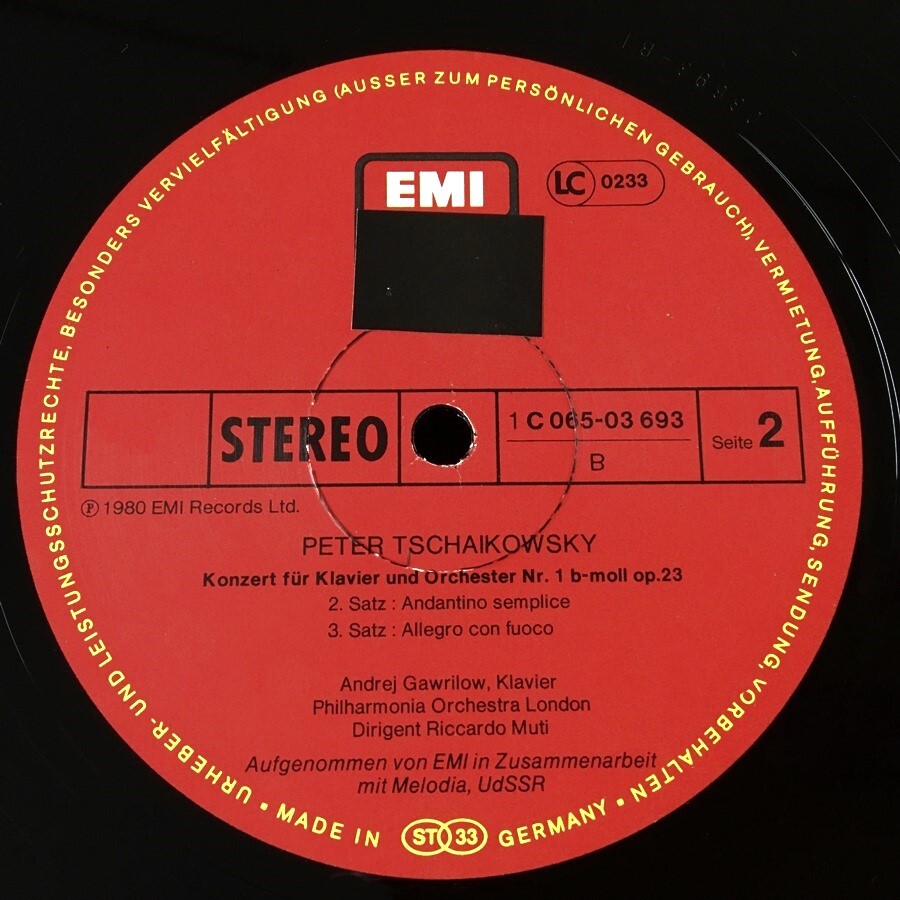 URHEBER- UND LEISTUNGSSCHUTZRECHTE, BESONDERS VERVIELFÄLTIGUNG (AUSSER ZUM PERSÖNLICHEN GEBRAUCH), VERMIETUNG, AUFFÜHRUNG, SENDUNG, VORBEHALTEN
EMI
LC 0233
STEREO
1 C 065-03 693
B
Seite 2
℗ 1980 EMI Records Ltd.
PETER TSCHAIKOWSKY
Konzert für Klavier und Orchester Nr. 1 b-moll op.23
2. Satz : Andantino semplice
3. Satz : Allegro con fuoco
Andrej Gawrilow, Klavier
Philharmonia Orchestra London
Dirigent Riccardo Muti
Aufgenommen von EMI in Zusammenarbeit
mit Melodia, UdSSR
▪ MADE IN ST 33 GERMANY ▪